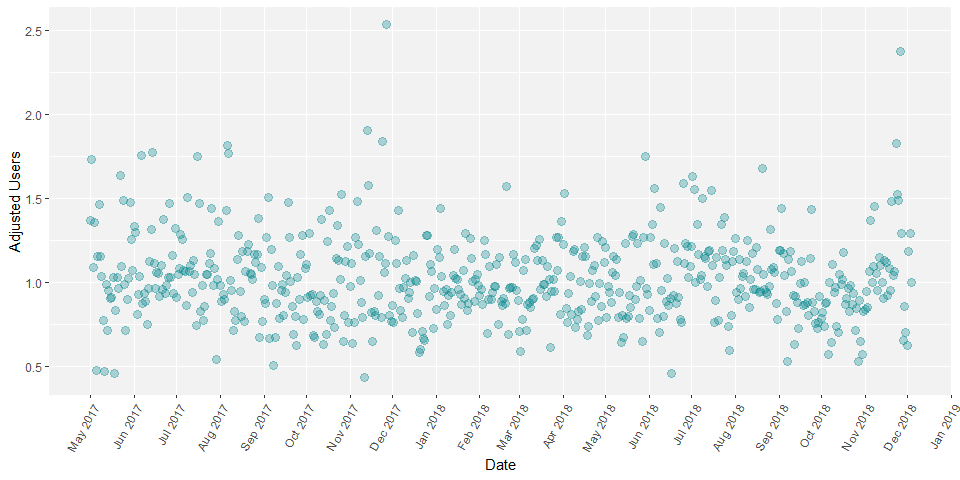 2.5
2.0
1.5
1.0
0.5
Adjusted Users
May 2017
Jun 2017
Jul 2017
Aug 2017
Sep 2017
Oct 2017
Nov 2017
Dec 2017
Jan 2018
Feb 2018
Mar 2018
Apr 2018
May 2018
Jun 2018
Jul 2018
Aug 2018
Sep 2018
Oct 2018
Nov 2018
Dec 2018
Jan 2019
Date